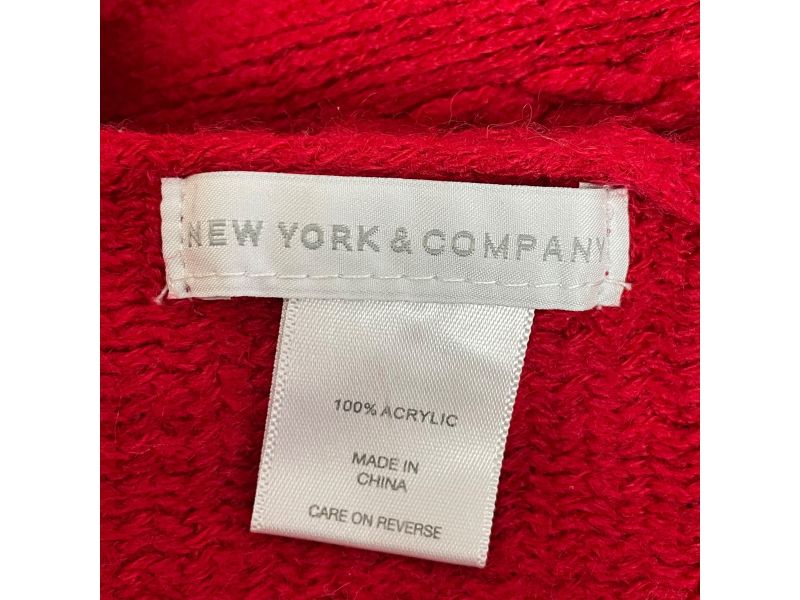 NEW YORK & COMPANY
100% ACRYLIC
MADE IN
CHINA
CARE ON REVERSE